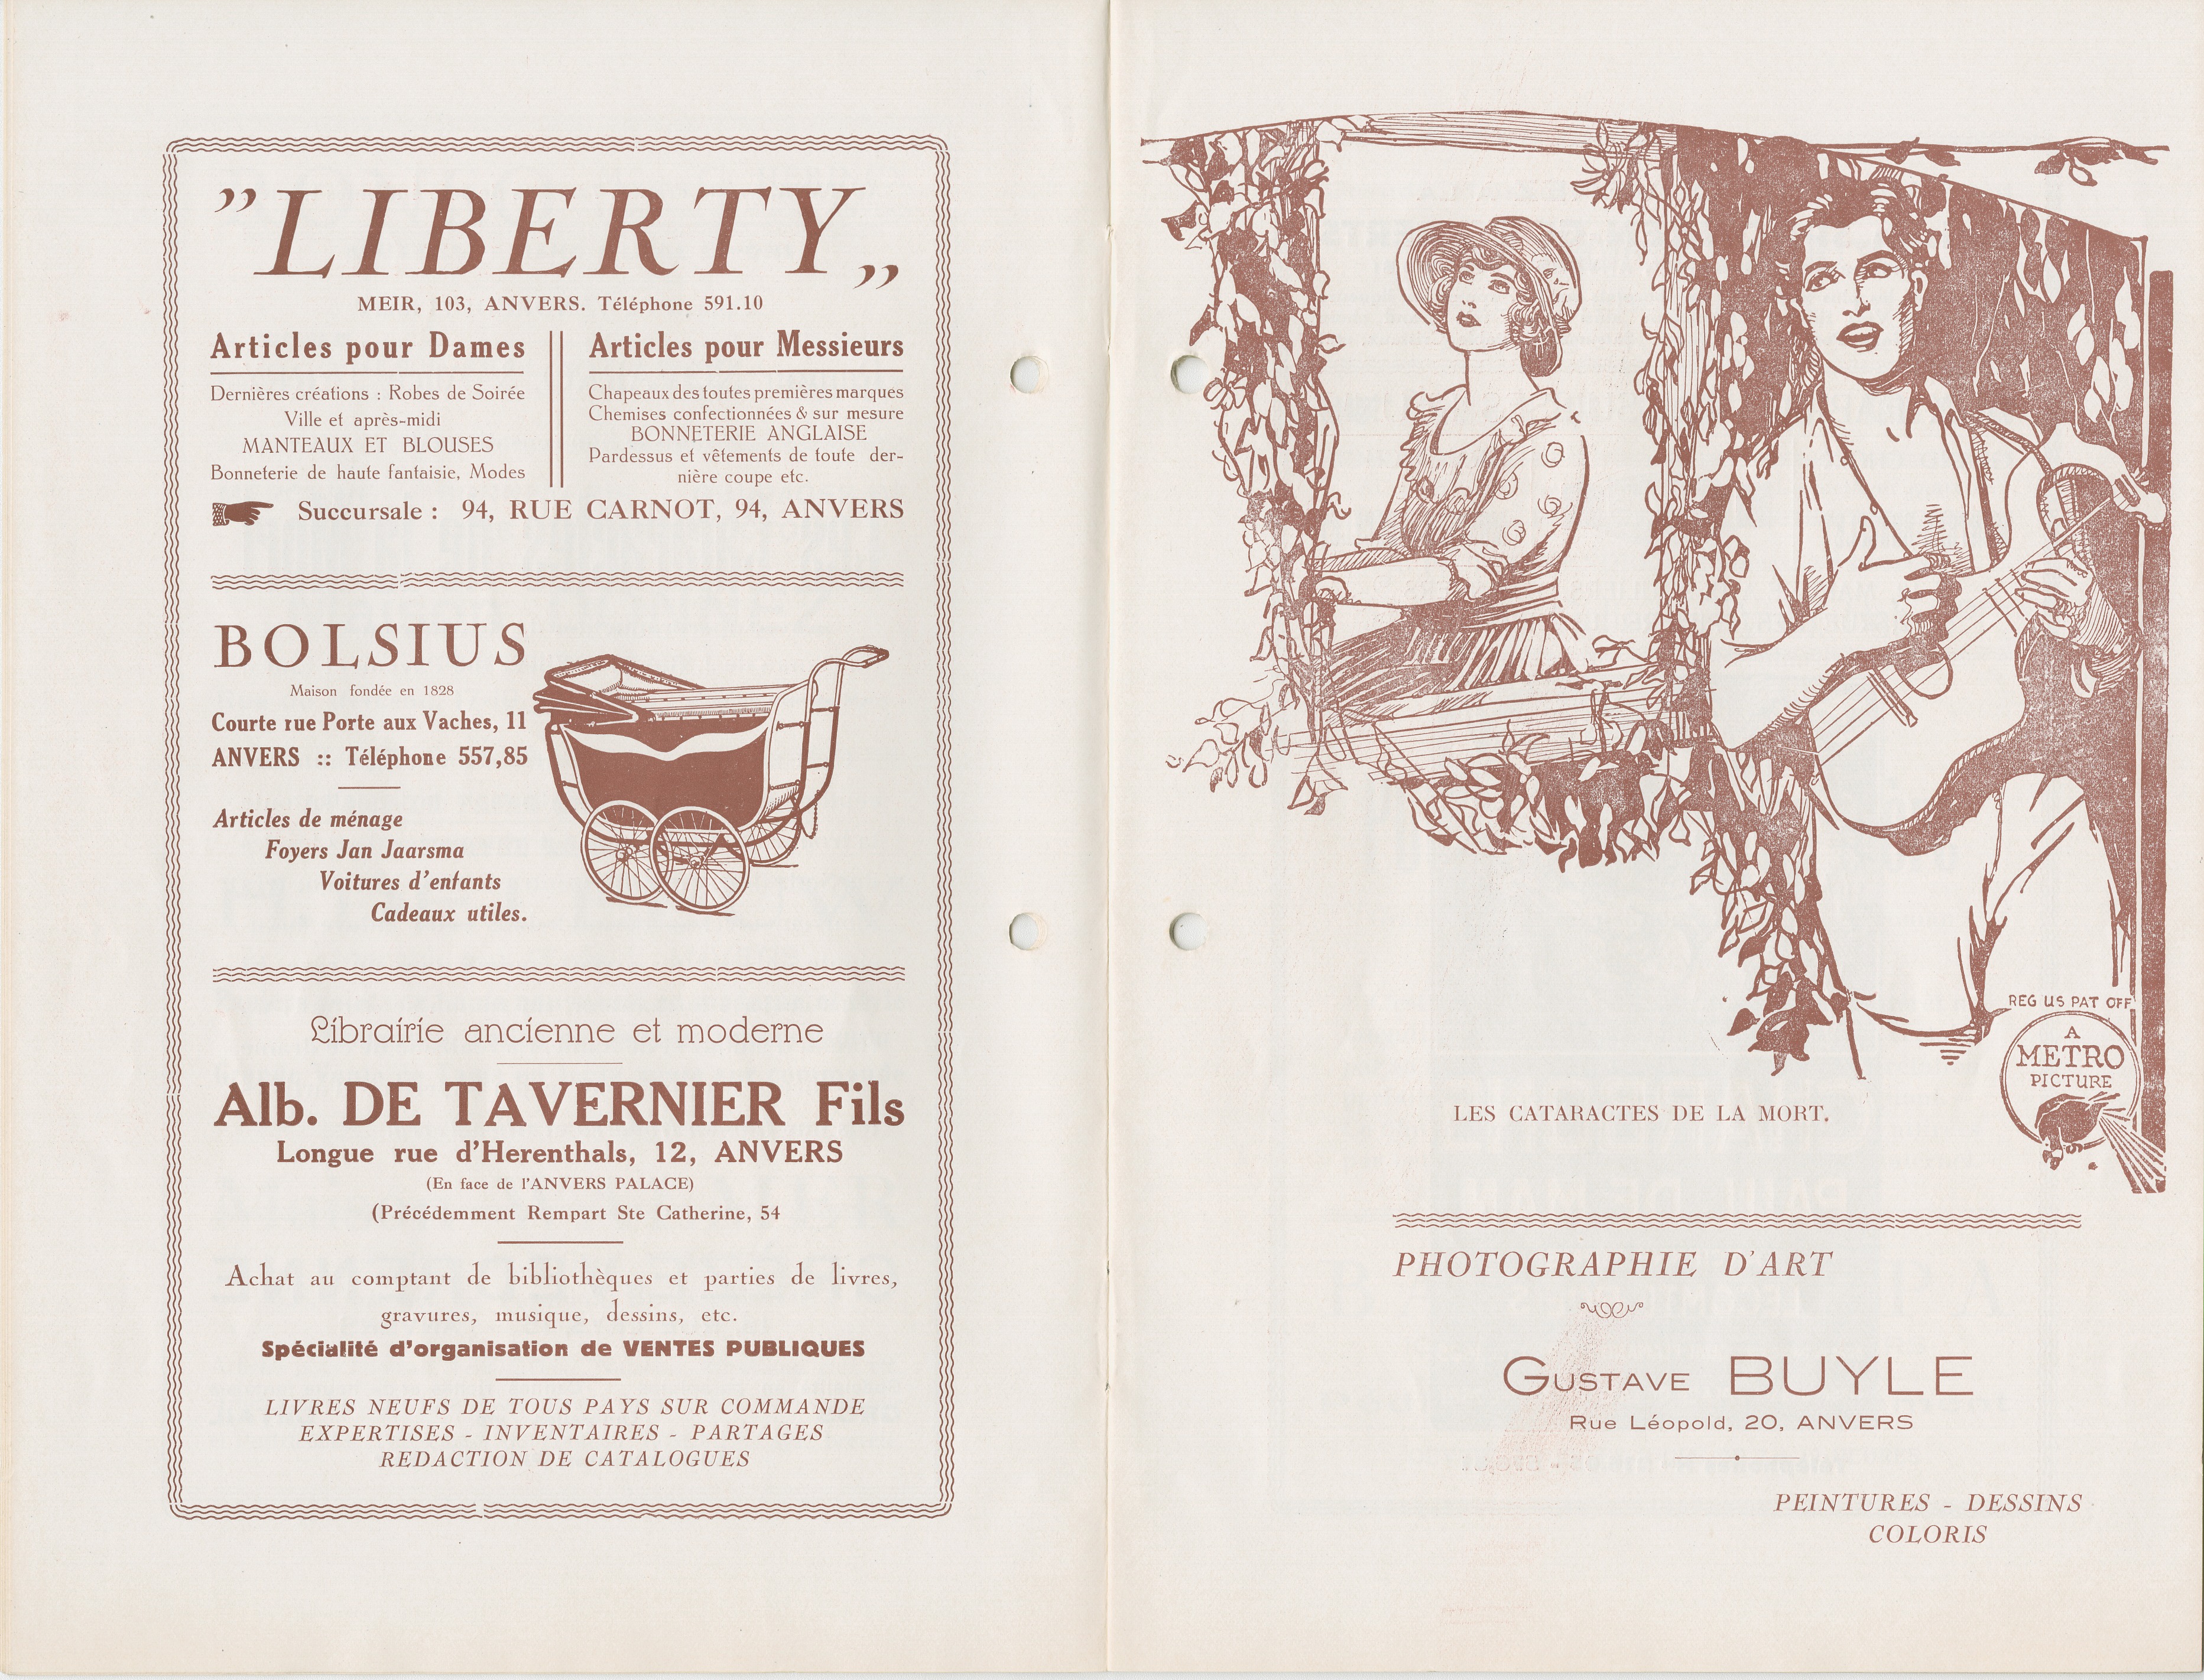 "LIBERTY„
MEIR, 103, ANVERS. Téléphone 591.10
Articles pour Dames
Dernières créations : Robes de Soirée
Ville et après-midi
MANTEAUX ET BLOUSES
Bonneterie de haute fantaisie, Modes
Articles pour Messieurs
Chapeaux des toutes premières marques
Chemises confectionnées & sur mesure
BONNETERIE ANGLAISE
Pardessus et vêtements de toute der-
nière coupe etc.
Succursale : 94, RUE CARNOT, 94, ANVERS
BOLSIUS
Maison fondée en 1828
Courte rue Porte aux Vaches, 11
ANVERS :: Téléphone 557,85
Articles de ménage
Foyers Jan Jaarsma
Voitures d'enfants
Cadeaux utiles.
Librairie ancienne et moderne
Alb. DE TAVERNIER Fils
Longue rue d'Herenthals, 12, ANVERS
(En face de l'ANVERS PALACE)
(Précédemment Rempart Ste Catherine, 54
Achat au comptant de bibliothèques et parties de livres,
gravures, musique, dessins, etc.
Spécialité d'organisation de VENTES PUBLIQUES
LIVRES NEUFS DE TOUS PAYS SUR COMMANDE
EXPERTISES - INVENTAIRES - PARTAGES
REDACTION DE CATALOGUES
REG US PAT OFF
A
METRO
PICTURE
LES CATARACTES DE LA MORT.
PHOTOGRAPHIE D'ART
GUSTAVE BUYLE
Rue Léopold, 20, ANVERS
PEINTURES - DESSINS
COLORIS